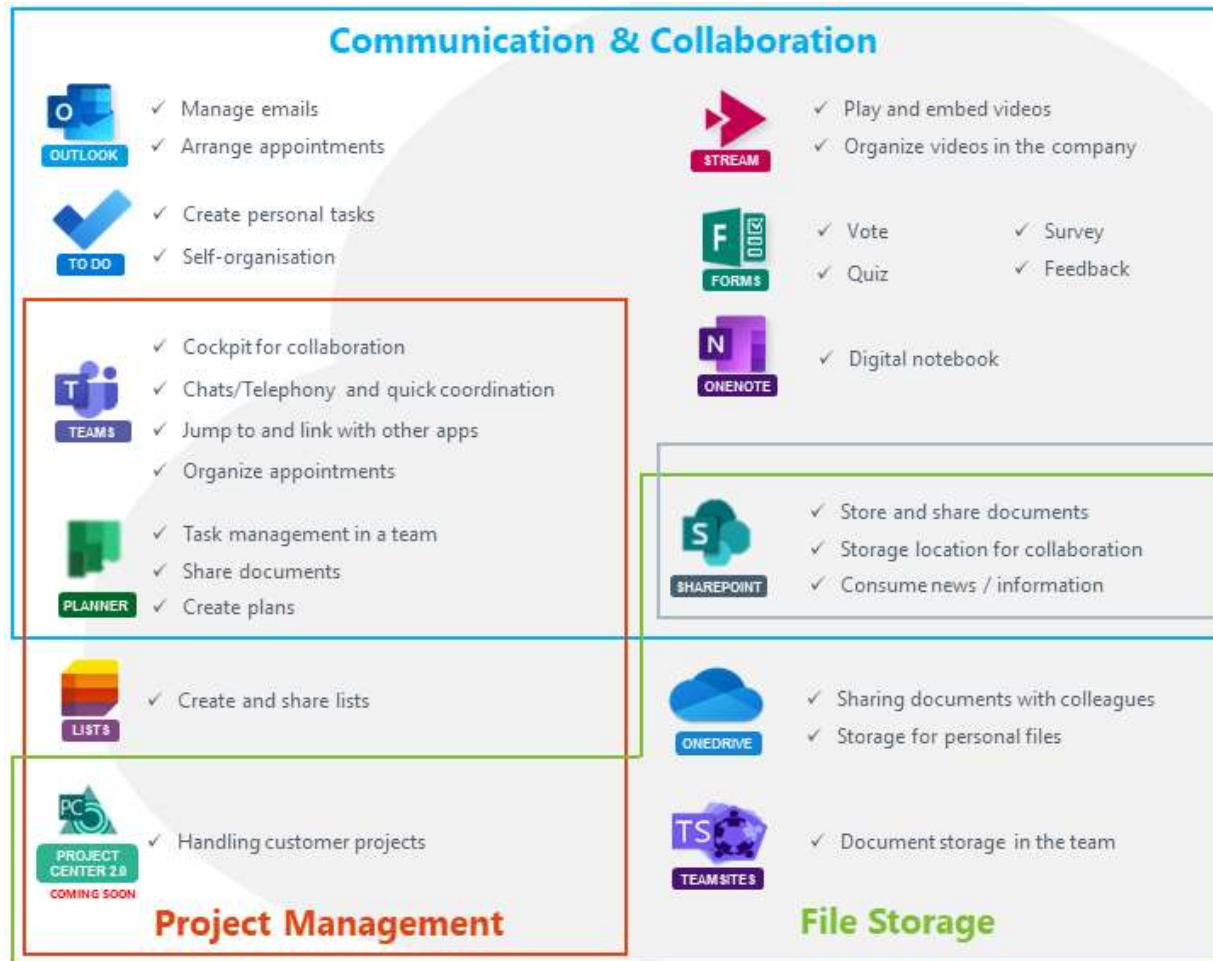 Communication & Collaboration
O
OUTLOOK
Manage emails
Arrange appointments
TO DO
Create personal tasks
Self-organisation
T
TEAMS
Cockpit for collaboration
Chats/Telephony and quick coordination
Jump to and link with other apps
Organize appointments
PLANNER
Task management in a team
Share documents
Create plans
LISTS
Create and share lists
PC
PROJECT
CENTER 2.0
COMING SOON
Handling customer projects
Project Management
STREAM
Play and embed videos
Organize videos in the company
F
FORMS
Vote
Survey
Quiz
Feedback
N
ONENOTE
Digital notebook
S
SHAREPOINT
Store and share documents
Storage location for collaboration
Consume news / information
ONEDRIVE
Sharing documents with colleagues
Storage for personal files
TS
TEAMSITES
Document storage in the team
File Storage